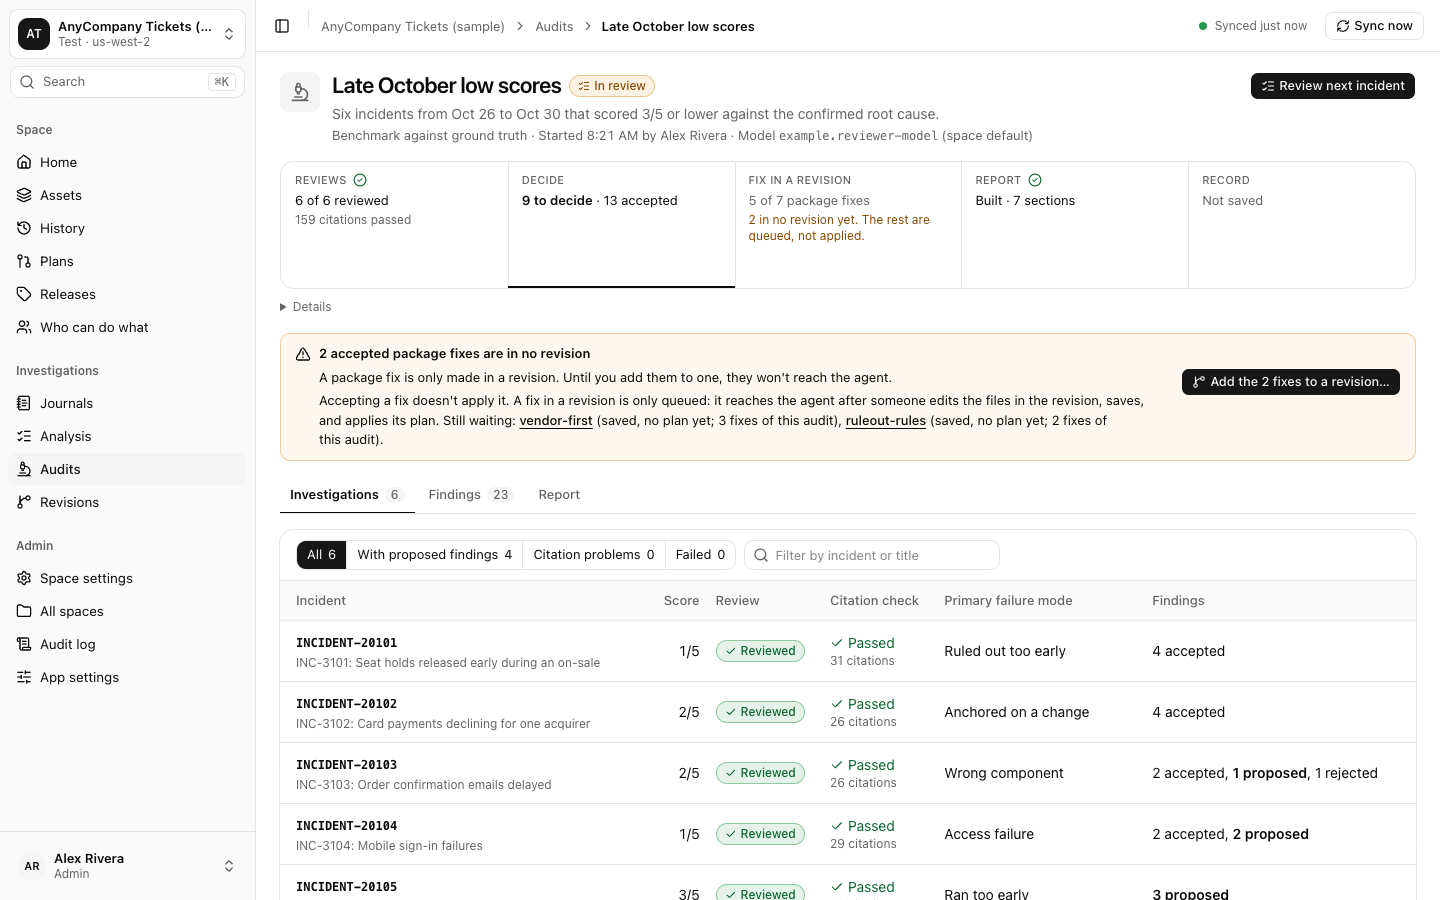 AT
AnyCompany Tickets (...
Test · us-west-2
Search
⌘K
Space
Home
Assets
History
Plans
Releases
Who can do what
Investigations
Journals
Analysis
Audits
Revisions
Admin
Space settings
All spaces
Audit log
App settings
AR
Alex Rivera
Admin
AnyCompany Tickets (sample) > Audits > Late October low scores
Synced just now
Sync now
Late October low scores
In review
Review next incident
Six incidents from Oct 26 to Oct 30 that scored 3/5 or lower against the confirmed root cause.
Benchmark against ground truth · Started 8:21 AM by Alex Rivera · Model example.reviewer-model (space default)
REVIEWS
6 of 6 reviewed
159 citations passed
DECIDE
9 to decide · 13 accepted
FIX IN A REVISION
5 of 7 package fixes
2 in no revision yet. The rest are
queued, not applied.
REPORT
Built · 7 sections
RECORD
Not saved
Details
2 accepted package fixes are in no revision
A package fix is only made in a revision. Until you add them to one, they won't reach the agent.
Accepting a fix doesn't apply it. A fix in a revision is only queued: it reaches the agent after someone edits the files in the revision, saves,
and applies its plan. Still waiting: vendor-first (saved, no plan yet; 3 fixes of this audit), ruleout-rules (saved, no plan yet; 2 fixes of
this audit).
Add the 2 fixes to a revision...
Investigations 6
Findings 23
Report
All 6
With proposed findings 4
Citation problems 0
Failed 0
Filter by incident or title
Incident Score Review Citation check Primary failure mode Findings
INCIDENT-20101
INC-3101: Seat holds released early during an on-sale
1/5
Reviewed
Passed
31 citations
Ruled out too early
4 accepted
INCIDENT-20102
INC-3102: Card payments declining for one acquirer
2/5
Reviewed
Passed
26 citations
Anchored on a change
4 accepted
INCIDENT-20103
INC-3103: Order confirmation emails delayed
2/5
Reviewed
Passed
26 citations
Wrong component
2 accepted, 1 proposed, 1 rejected
INCIDENT-20104
INC-3104: Mobile sign-in failures
1/5
Reviewed
Passed
29 citations
Access failure
2 accepted, 2 proposed
INCIDENT-20105
3/5
Reviewed
Passed
Ran too early
3 proposed